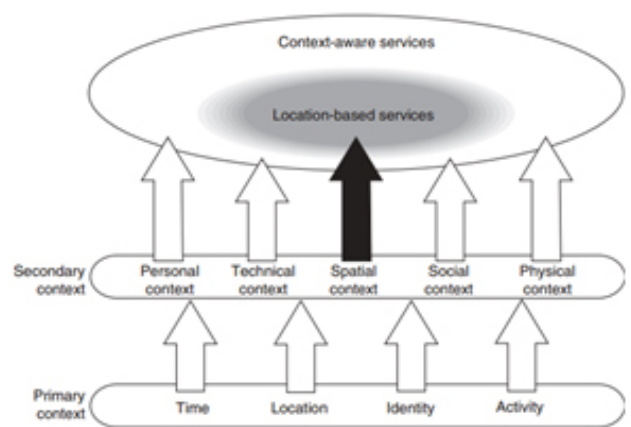 Context-aware services
Location-based services
Secondary
context
Personal
context
Technical
context
Spatial
context
Social
context
Physical
context
Primary
context
Time
Location
Identity
Activity